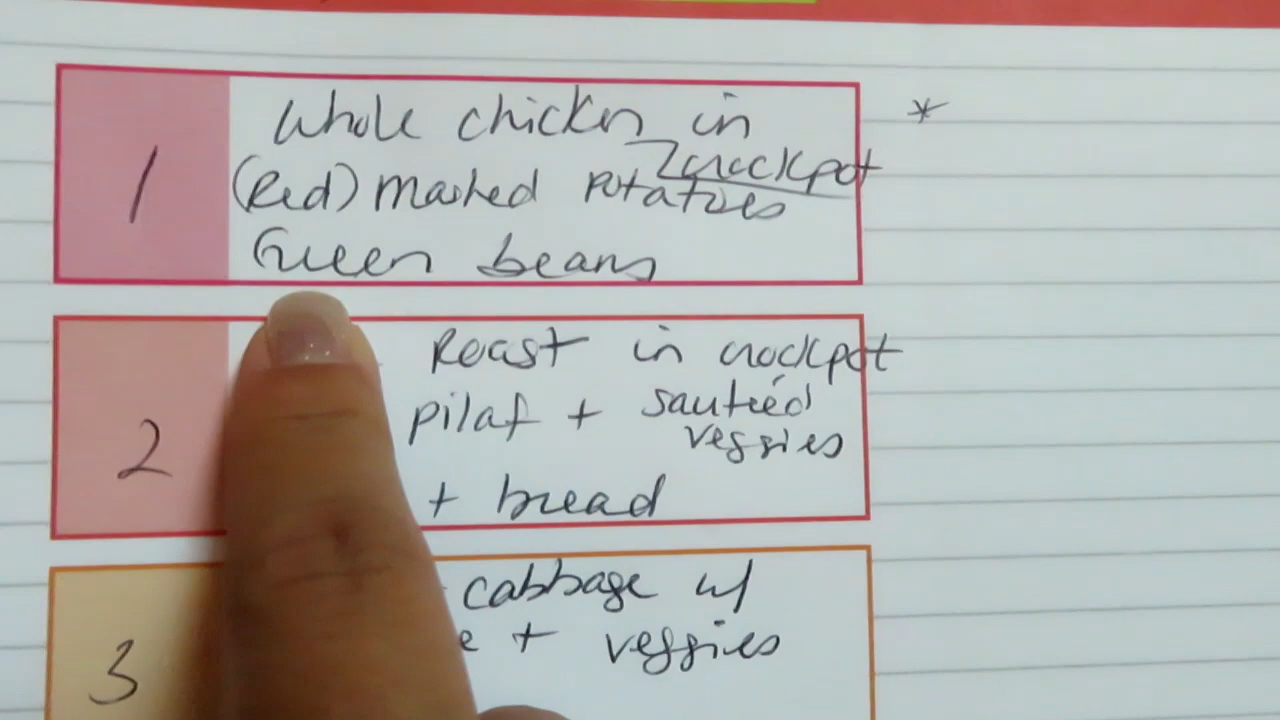 1
Whole chicken in
crockpot
(Red) Mashed Potatoes
Green beans
*
2
Roast in crockpot
pilaf + sautéed
veggies
+ bread
3
cabbage w/
e + veggies